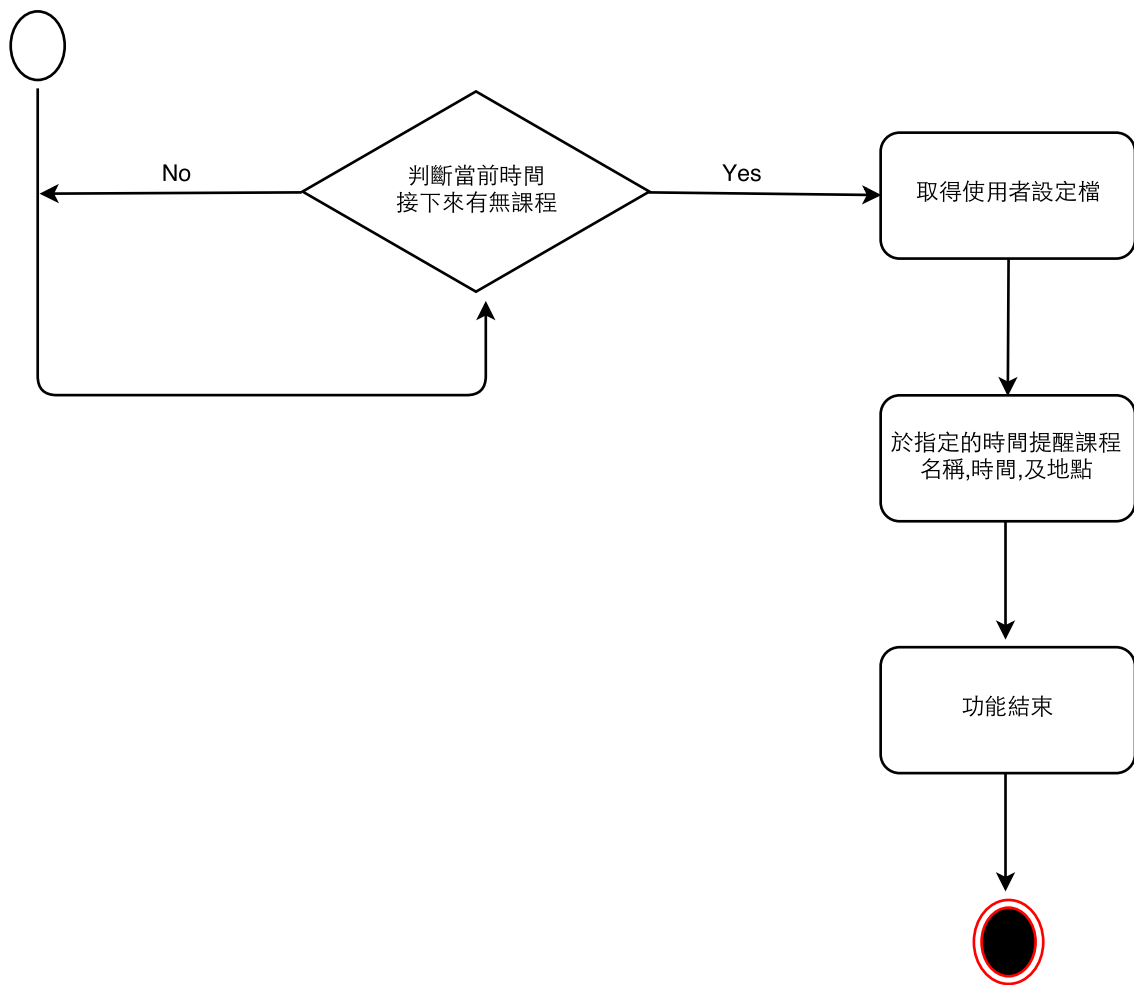 No
判斷當前時間
接下來有無課程
Yes
取得使用者設定檔
於指定的時間提醒課程
名稱,時間,及地點
功能結束